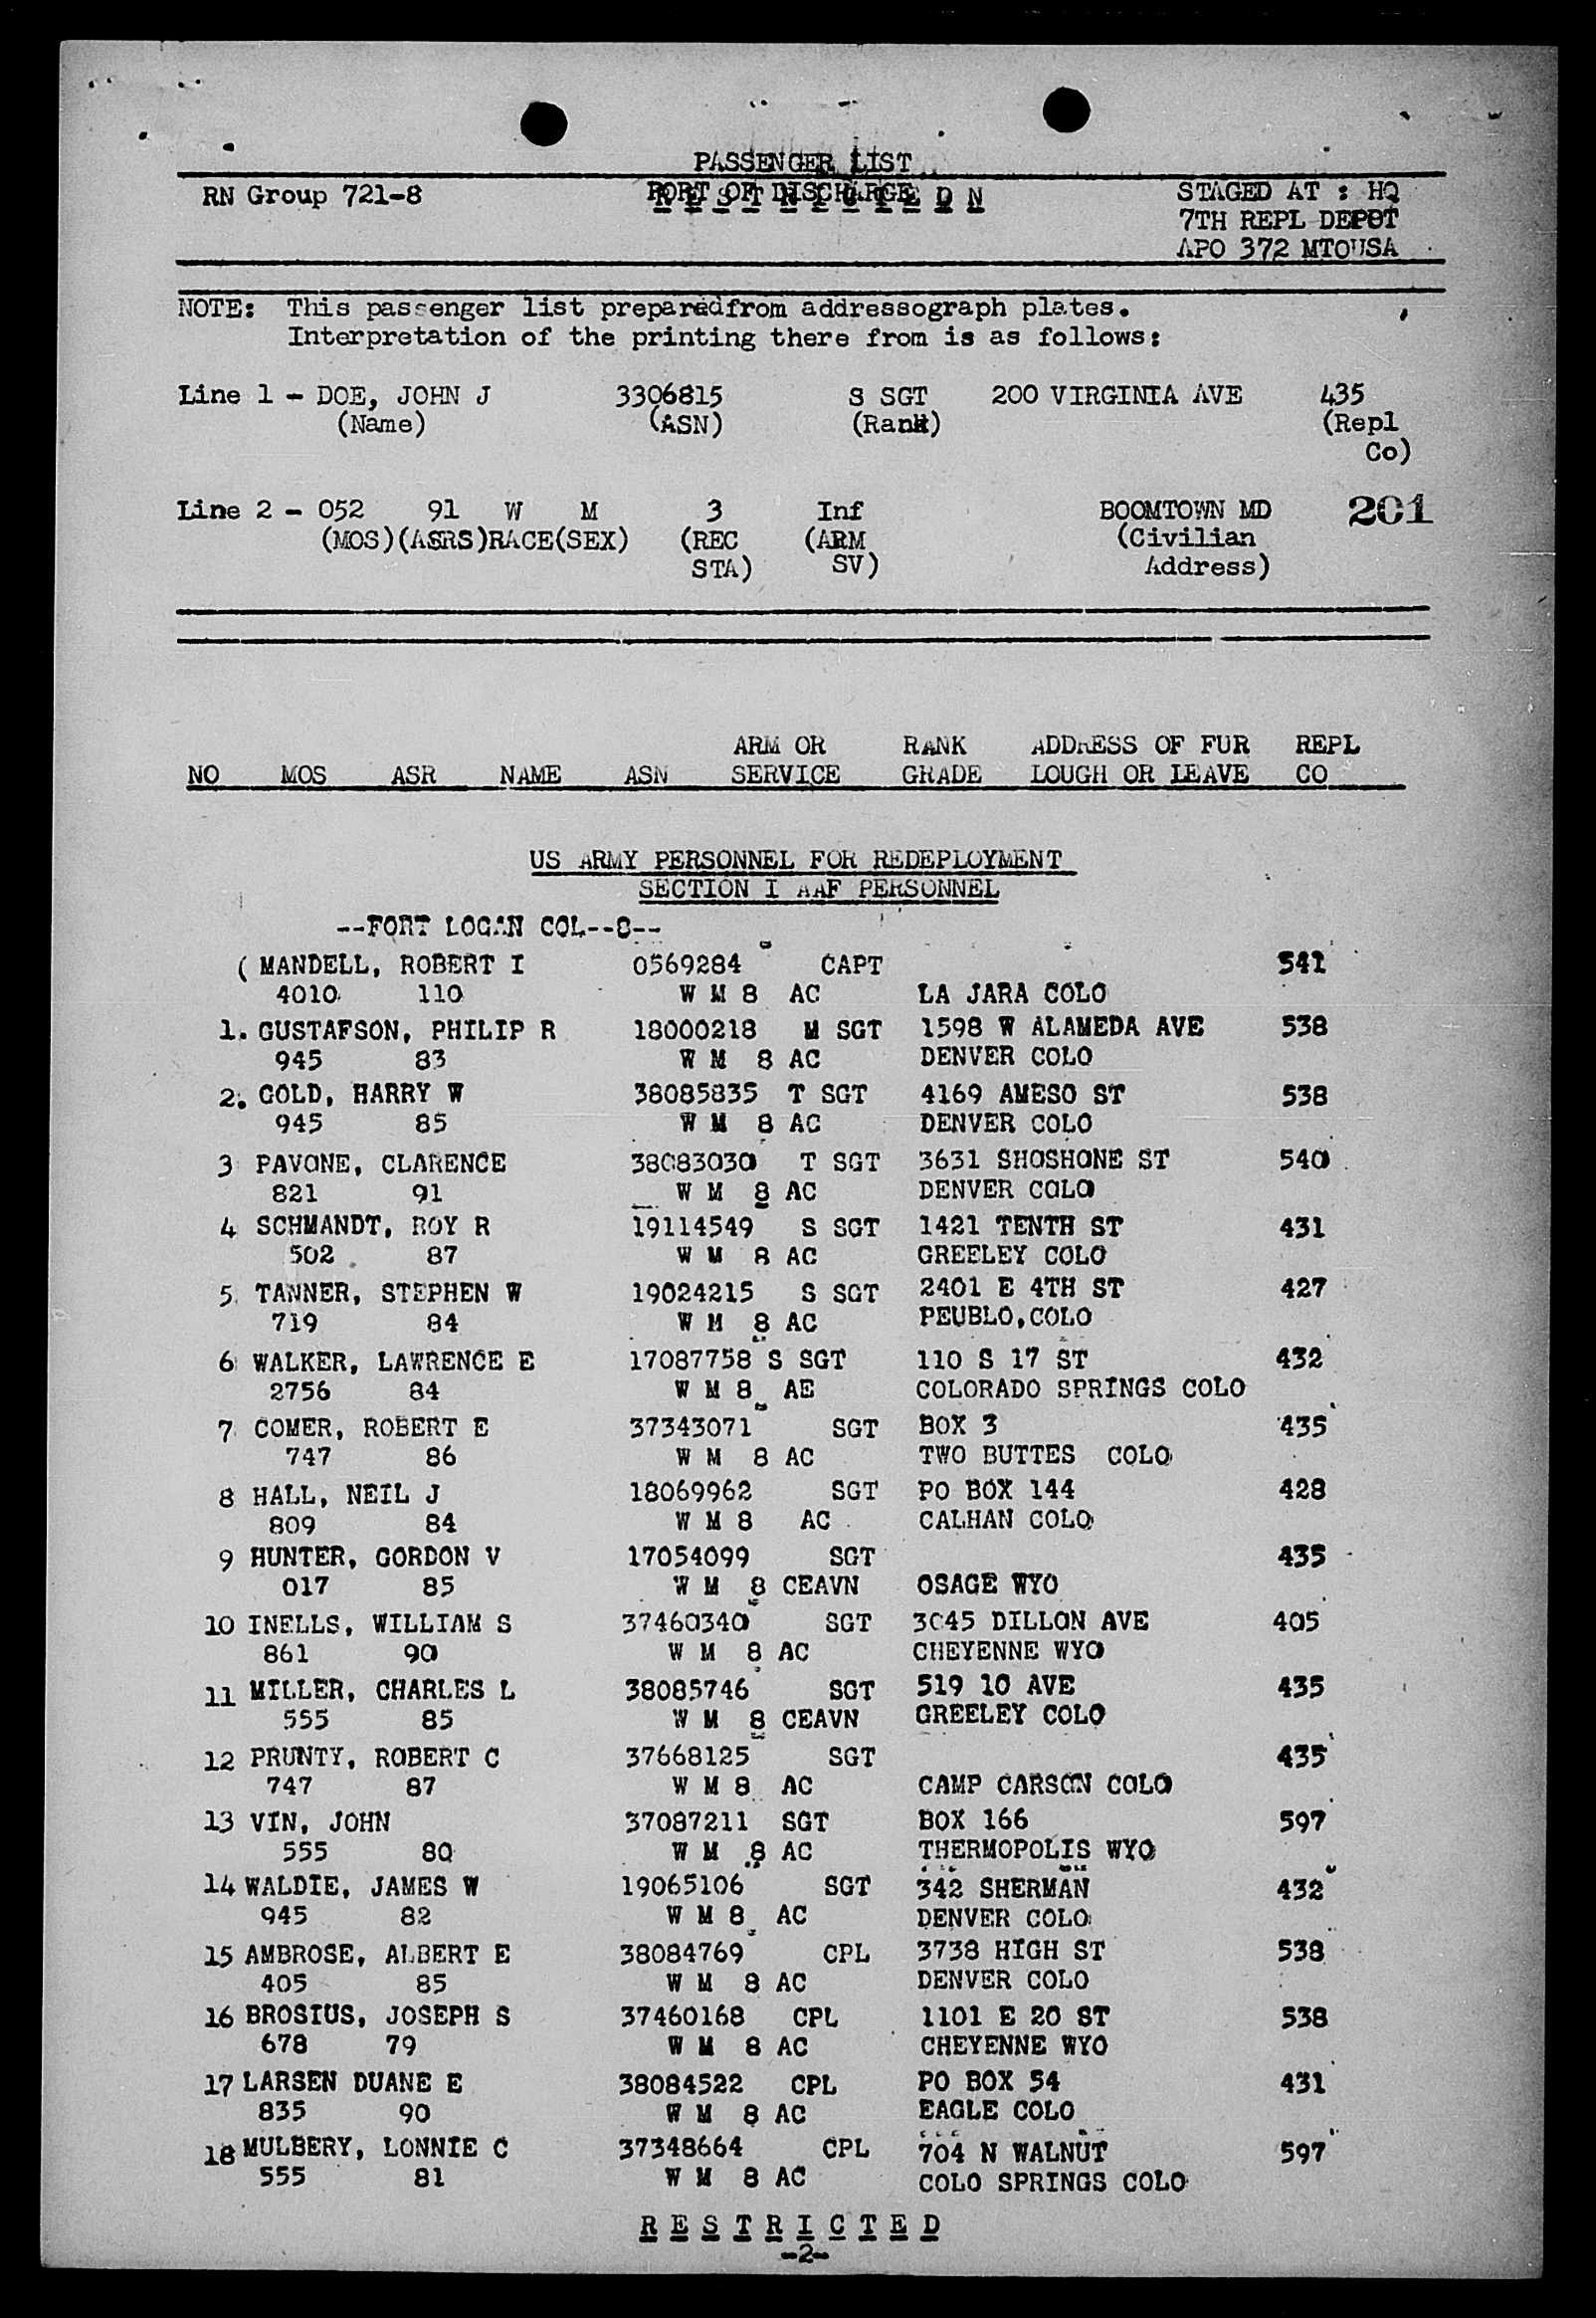 PASSENGER LIST
RN Group 721-8 PORT OF DISCHARGE STAGED AT : HQ
7TH REPL DEPOT
APO 372 MTOUSA
NOTE: This passenger list preparedfrom addressograph plates.
Interpretation of the printing there from is as follows:
Line 1 - DOE, JOHN J 3306815 S SGT 200 VIRGINIA AVE 435
(Name) (ASN) (Rank) (Repl
Co)
Line 2 - 052 91 W M 3 Inf BOOMTOWN MD 201
(MOS)(ASRS)RACE(SEX) (REC (ARM (Civilian
STA) SV) Address)
ARM OR RANK ADDRESS OF FUR REPL
NO MOS ASR NAME ASN SERVICE GRADE LOUGH OR LEAVE CO
US ARMY PERSONNEL FOR REDEPLOYMENT
SECTION I AAF PERSONNEL
--FORT LOGAN COL--8--
( MANDELL, ROBERT I 0569284 CAPT 541
4010 110 W M 8 AC LA JARA COLO
1. GUSTAFSON, PHILIP R 18000218 M SGT 1598 W ALAMEDA AVE 538
945 83 W M 8 AC DENVER COLO
2. GOLD, HARRY W 38085835 T SGT 4169 AMESO ST 538
945 85 W M 8 AC DENVER COLO
3 PAVONE, CLARENCE 38083030 T SGT 3631 SHOSHONE ST 540
821 91 W M 8 AC DENVER COLO
4 SCHMANDT, ROY R 19114549 S SGT 1421 TENTH ST 431
502 87 W M 8 AC GREELEY COLO
5 TANNER, STEPHEN W 19024215 S SGT 2401 E 4TH ST 427
719 84 W M 8 AC PEUBLO,COLO
6 WALKER, LAWRENCE E 17087758 S SGT 110 S 17 ST 432
2756 84 W M 8 AE COLORADO SPRINGS COLO
7 COMER, ROBERT E 37343071 SGT BOX 3 435
747 86 W M 8 AC TWO BUTTES COLO
8 HALL, NEIL J 18069962 SGT PO BOX 144 428
809 84 W M 8 AC CALHAN COLO
9 HUNTER, GORDON V 17054099 SGT 435
017 85 W M 8 CEAVN OSAGE WYO
10 INELLS, WILLIAM S 37460340 SGT 3045 DILLON AVE 405
861 90 W M 8 AC CHEYENNE WYO
11 MILLER, CHARLES L 38085746 SGT 519 10 AVE 435
555 85 W M 8 CEAVN GREELEY COLO
12 PRUNTY, ROBERT C 37668125 SGT 435
747 87 W M 8 AC CAMP CARSON COLO
13 VIN, JOHN 37087211 SGT BOX 166 597
555 80 W M 8 AC THERMOPOLIS WYO
14 WALDIE, JAMES W 19065106 SGT 342 SHERMAN 432
945 82 W M 8 AC DENVER COLO
15 AMBROSE, ALBERT E 38084769 CPL 3738 HIGH ST 538
405 85 W M 8 AC DENVER COLO
16 BROSIUS, JOSEPH S 37460168 CPL 1101 E 20 ST 538
678 79 W M 8 AC CHEYENNE WYO
17 LARSEN DUANE E 38084522 CPL PO BOX 54 431
835 90 W M 8 AC EAGLE COLO
18 MULBERY, LONNIE C 37348664 CPL 704 N WALNUT 597
555 81 W M 8 AC COLO SPRINGS COLO
R E S T R I C T E D
-2-